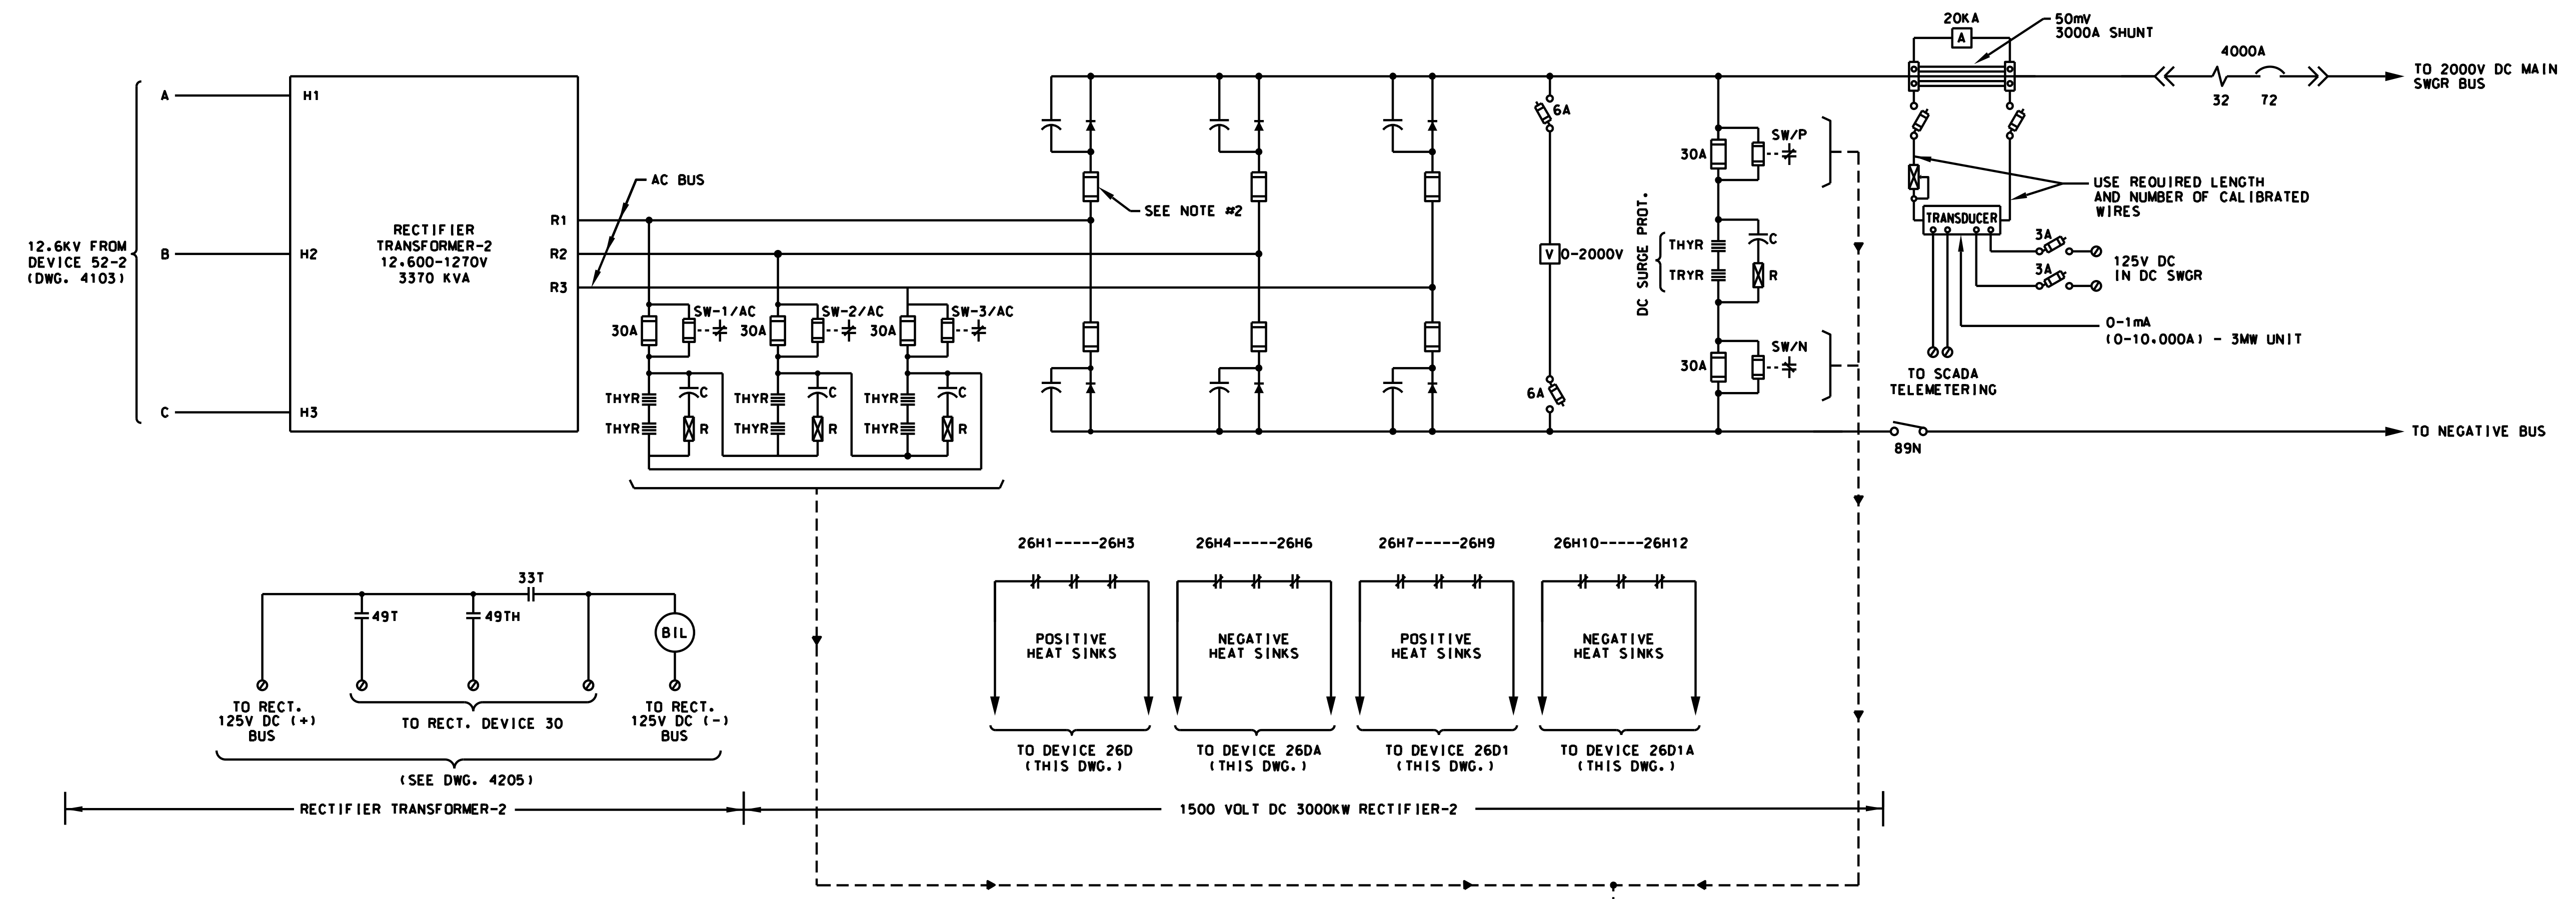 20KA
A
50mV
3000A SHUNT
4000A
32
72
TO 2000V DC MAIN
SWGR BUS
A
H1
B
H2
C
H3
12.6KV FROM
DEVICE 52-2
(DWG. 4103)
RECTIFIER
TRANSFORMER-2
12.600-1270V
3370 KVA
R1
R2
R3
AC BUS
SEE NOTE #2
6A
V
0-2000V
6A
30A
SW/P
DC SURGE PROT.
THYR
TRYR
C
R
30A
SW/N
USE REQUIRED LENGTH
AND NUMBER OF CALIBRATED
WIRES
TRANSDUCER
3A
3A
125V DC
IN DC SWGR
0-1mA
(0-10.000A) - 3MW UNIT
TO SCADA
TELEMETERING
89N
TO NEGATIVE BUS
30A
SW-1/AC
30A
SW-2/AC
30A
SW-3/AC
THYR
C
THYR
C
THYR
C
THYR
R
THYR
R
THYR
R
33T
49T
49TH
BIL
TO RECT.
125V DC (+)
BUS
TO RECT. DEVICE 30
TO RECT.
125V DC (-)
BUS
(SEE DWG. 4205)
26H1-----26H3
26H4-----26H6
26H7-----26H9
26H10-----26H12
POSITIVE
HEAT SINKS
NEGATIVE
HEAT SINKS
POSITIVE
HEAT SINKS
NEGATIVE
HEAT SINKS
TO DEVICE 26D
(THIS DWG.)
TO DEVICE 26DA
(THIS DWG.)
TO DEVICE 26D1
(THIS DWG.)
TO DEVICE 26D1A
(THIS DWG.)
RECTIFIER TRANSFORMER-2
1500 VOLT DC 3000KW RECTIFIER-2